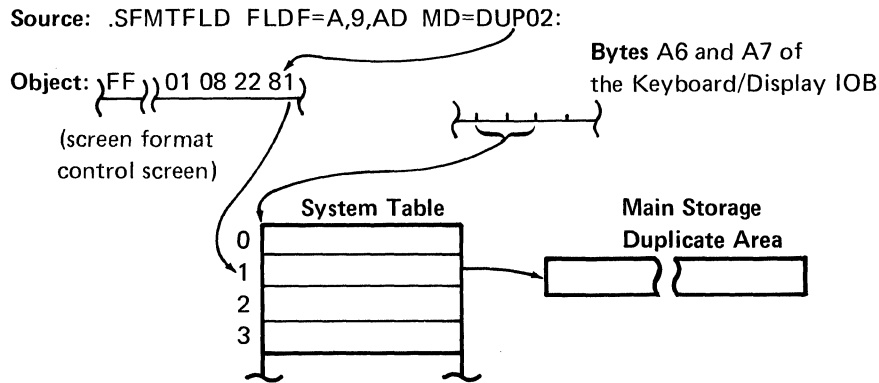 Source: .SFMTFLD FLDF=A,9,AD MD=DUP02:
Bytes A6 and A7 of
the Keyboard/Display IOB
Object: FF 01 08 22 81
(screen format
control screen)
System Table
Main Storage
Duplicate Area
0
1
2
3